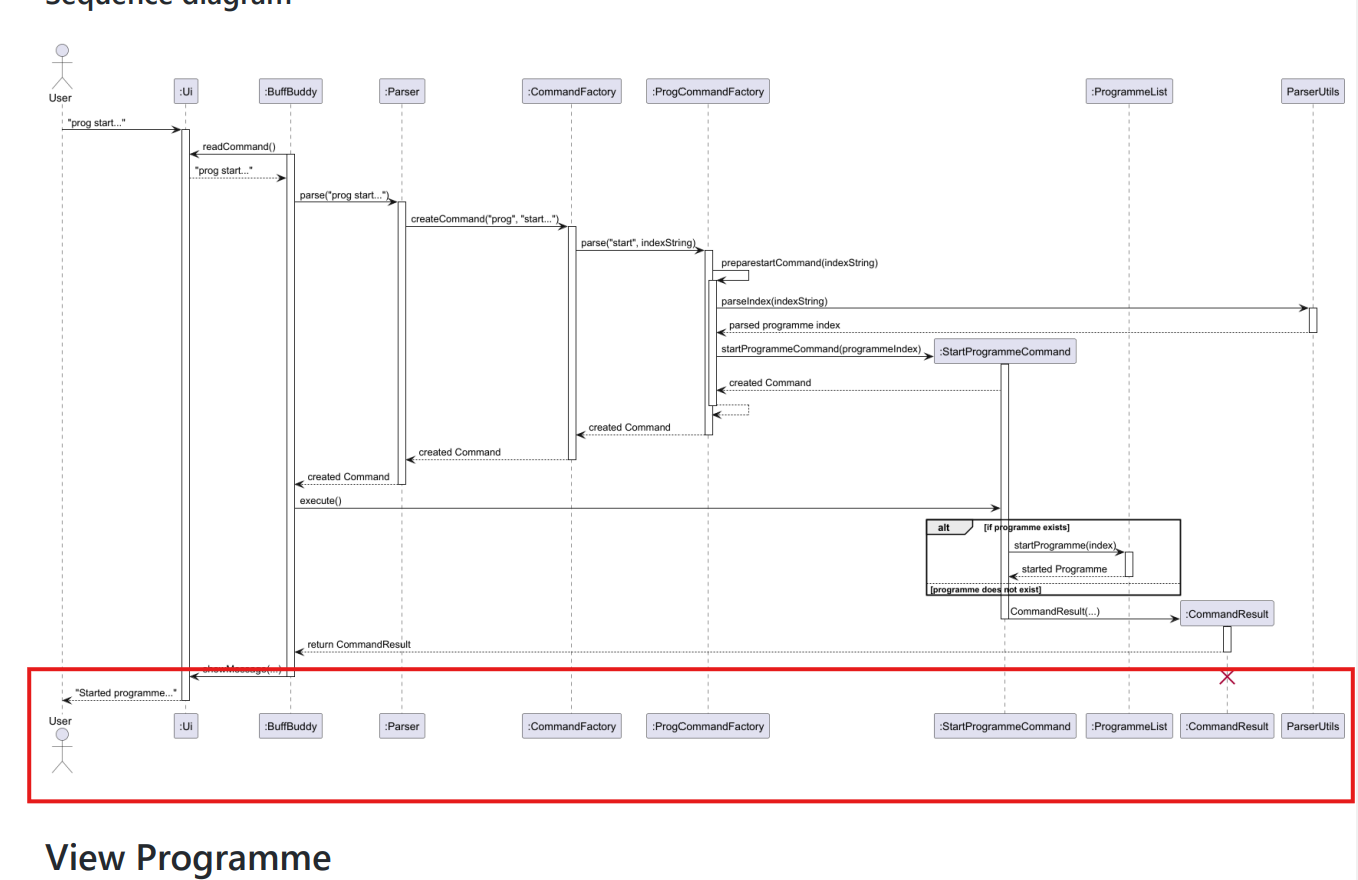 Sequence diagram
User
:Ui
:BuffBuddy
:Parser
:CommandFactory
:ProgCommandFactory
:ProgrammeList
ParserUtils
"prog start..."
readCommand()
"prog start..."
parse("prog start...")
createCommand("prog", "start...")
parse("start", indexString)
preparestartCommand(indexString)
parseIndex(indexString)
parsed programme index
startProgrammeCommand(programmeIndex)
:StartProgrammeCommand
created Command
created Command
created Command
created Command
execute()
alt
[if programme exists]
startProgramme(index)
started Programme
[programme does not exist]
CommandResult(...)
:CommandResult
return CommandResult
showMessage(...)
"Started programme..."
User
:Ui
:BuffBuddy
:Parser
:CommandFactory
:ProgCommandFactory
:StartProgrammeCommand
:ProgrammeList
:CommandResult
ParserUtils
View Programme